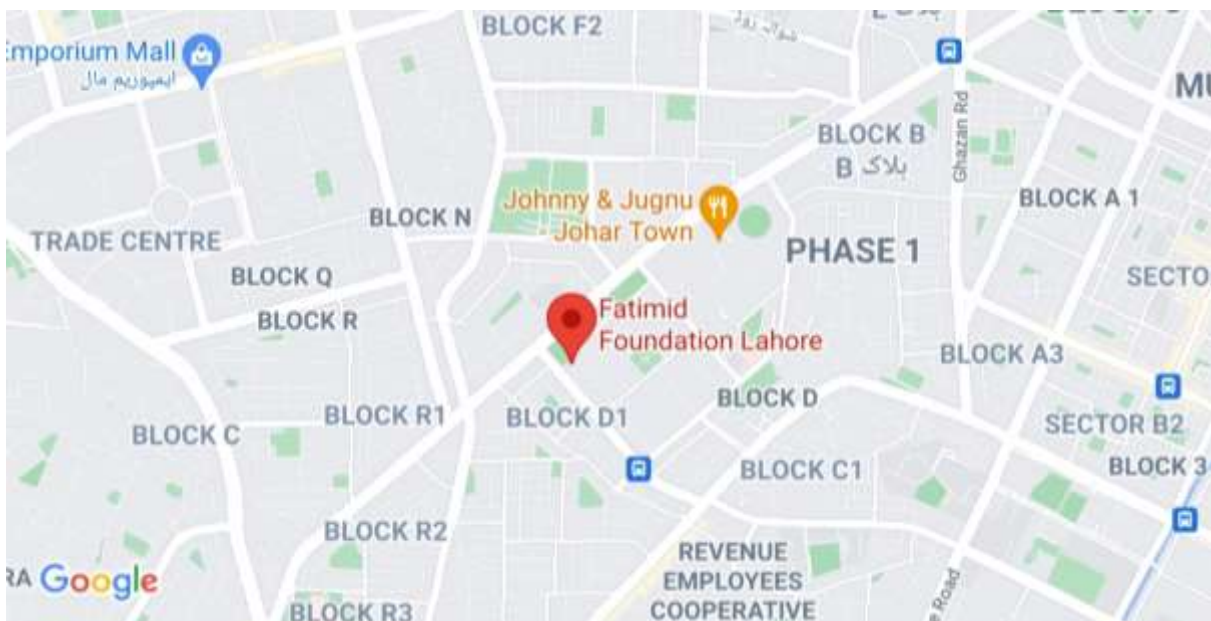 BLOCK F2
Emporium Mall
ایمپوریم مال
BLOCK B
بلاک B
Ghazan Rd
BLOCK A 1
Johnny & Jugnu
Johar Town
BLOCK N
TRADE CENTRE
PHASE 1
BLOCK Q
BLOCK R
Fatimid
Foundation Lahore
BLOCK A3
BLOCK D
BLOCK R1
BLOCK D1
BLOCK C
SECTOR B2
BLOCK C1
BLOCK 3
BLOCK R2
REVENUE
EMPLOYEES
COOPERATIVE
RA Google
Road
BLOCK R3